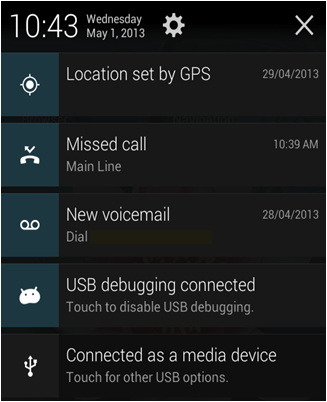 10:43 Wednesday
May 1, 2013
Location set by GPS 29/04/2013
Missed call 10:39 AM
Main Line
New voicemail 28/04/2013
Dial
USB debugging connected
Touch to disable USB debugging.
Connected as a media device
Touch for other USB options.